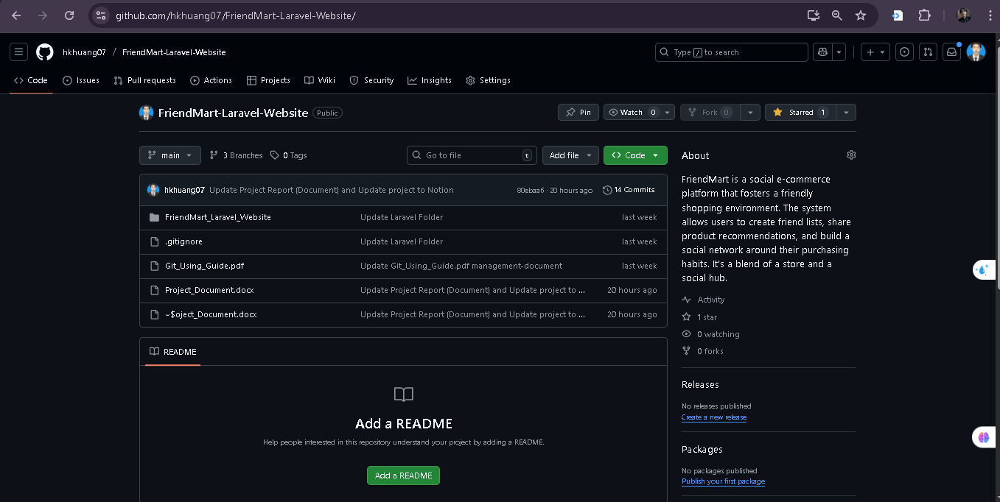 github.com/hkhuang07/FriendMart-Laravel-Website/
hkhuang07 / FriendMart-Laravel-Website
Type / to search
Code Issues Pull requests Actions Projects Wiki Security Insights Settings
FriendMart-Laravel-Website Public
Pin Watch 0 Fork 0 Starred 1
main 3 Branches 0 Tags
Go to file t Add file <> Code
hkhuang07 Update Project Report (Document) and Update project to Notion 80ebaa6 · 20 hours ago 14 Commits
FriendMart_Laravel_Website Update Laravel Folder last week
.gitignore Update Laravel Folder last week
Git_Using_Guide.pdf Update Git_Using_Guide.pdf management-document last week
Project_Document.docx Update Project Report (Document) and Update project to ... 20 hours ago
~$oject_Document.docx Update Project Report (Document) and Update project to ... 20 hours ago
README
Add a README
Help people interested in this repository understand your project by adding a README.
Add a README
About
FriendMart is a social e-commerce
platform that fosters a friendly
shopping environment. The system
allows users to create friend lists, share
product recommendations, and build a
social network around their purchasing
habits. It's a blend of a store and a
social hub.
Activity
1 star
0 watching
0 forks
Releases
No releases published
Create a new release
Packages
No packages published
Publish your first package